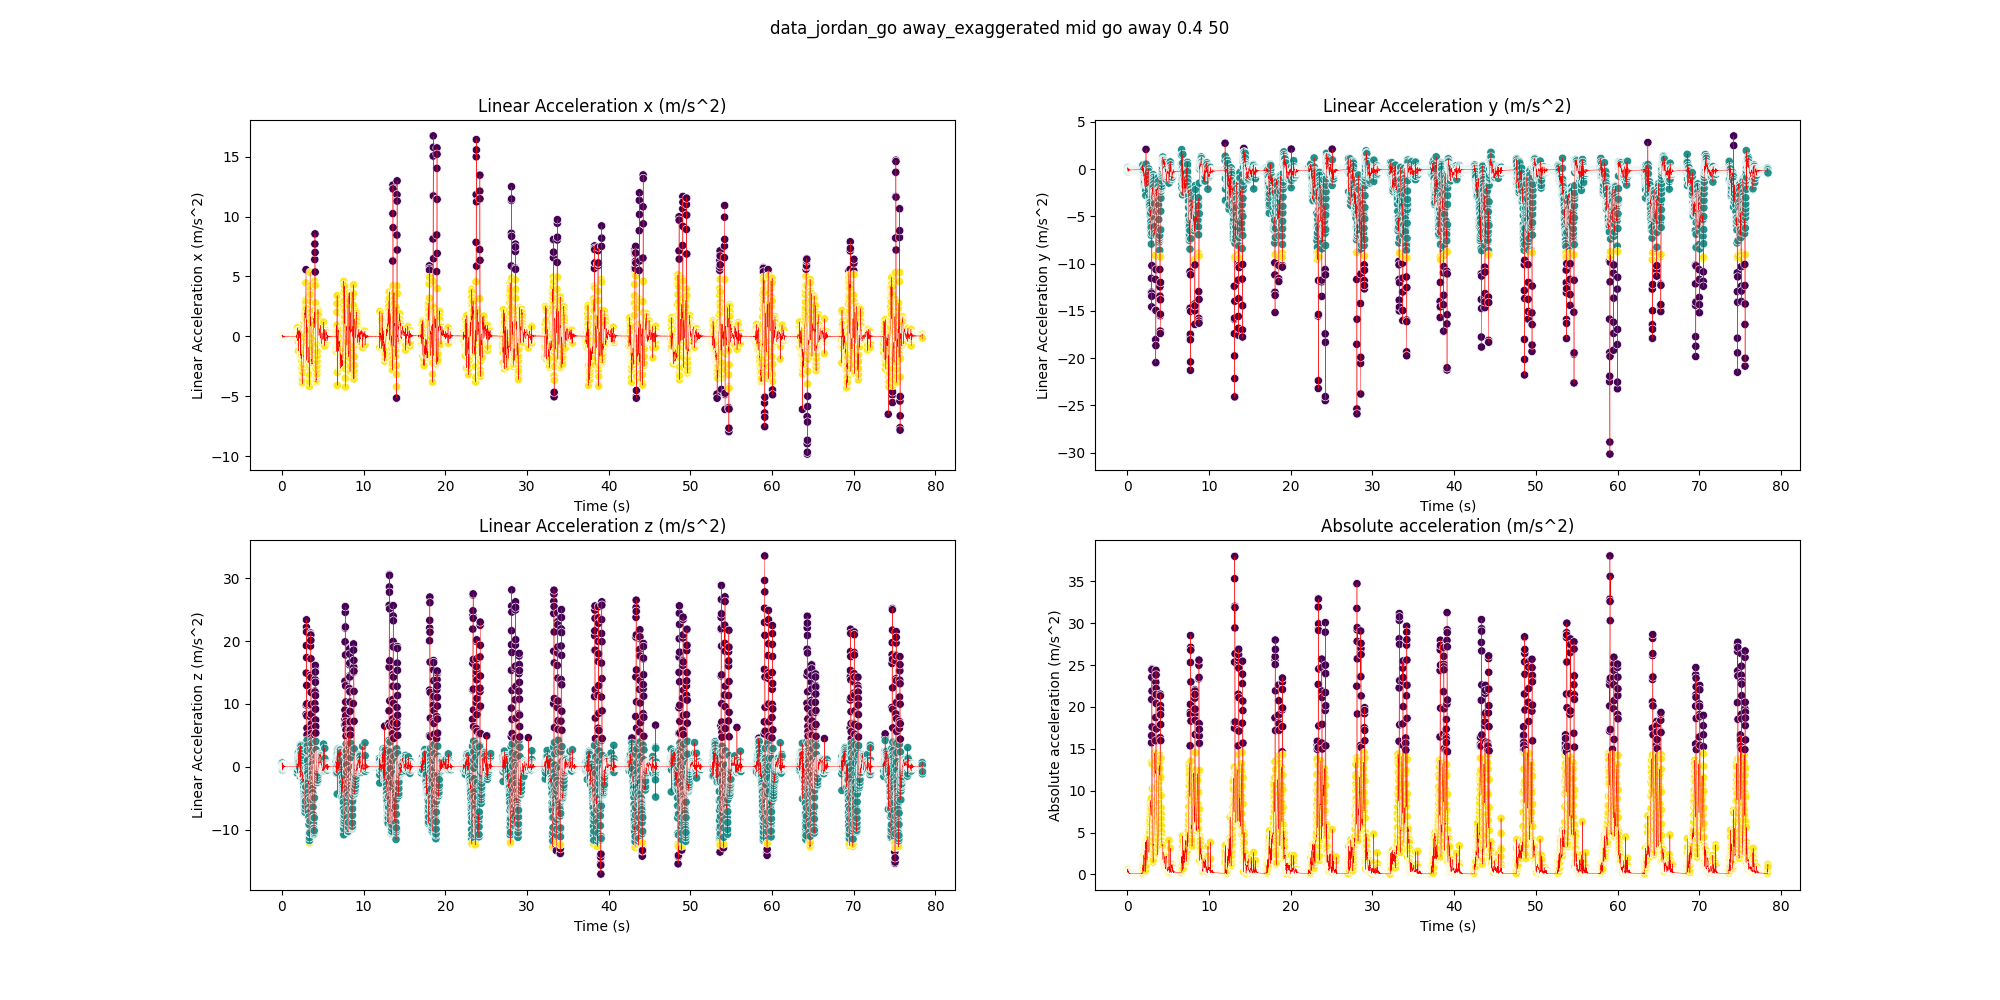 data_jordan_go away_exaggerated mid go away 0.4 50
Linear Acceleration x (m/s^2)
Linear Acceleration x (m/s^2)
15
10
5
0
−5
−10
0 10 20 30 40 50 60 70 80
Time (s)
Linear Acceleration y (m/s^2)
Linear Acceleration y (m/s^2)
5
0
−5
−10
−15
−20
−25
−30
0 10 20 30 40 50 60 70 80
Time (s)
Linear Acceleration z (m/s^2)
Linear Acceleration z (m/s^2)
30
20
10
0
−10
0 10 20 30 40 50 60 70 80
Time (s)
Absolute acceleration (m/s^2)
Absolute acceleration (m/s^2)
35
30
25
20
15
10
5
0
0 10 20 30 40 50 60 70 80
Time (s)